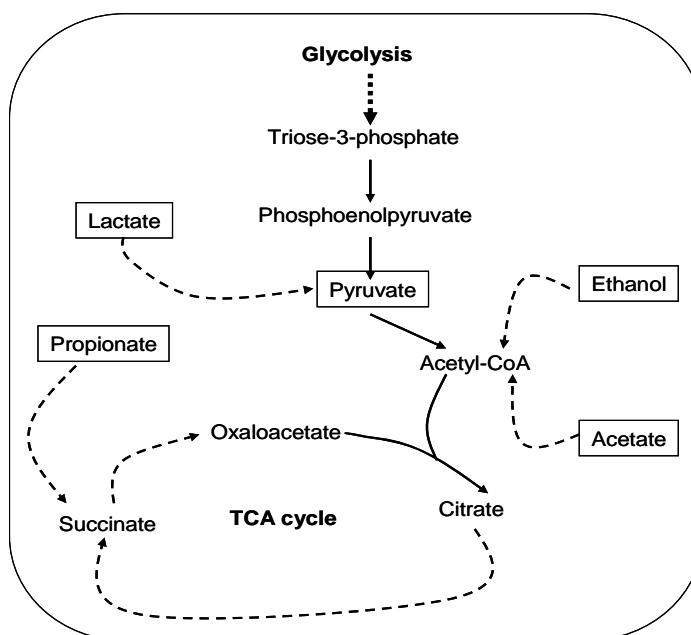 Glycolysis
Triose-3-phosphate
Phosphoenolpyruvate
Lactate
Pyruvate
Ethanol
Propionate
Acetyl-CoA
Oxaloacetate
Acetate
Citrate
Succinate
TCA cycle